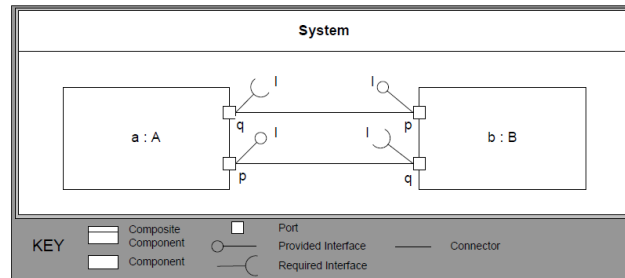 System
I
I
q
p
a : A
I
I
b : B
p
q
KEY
Composite
Component
Component
Port
Provided Interface
Required Interface
Connector